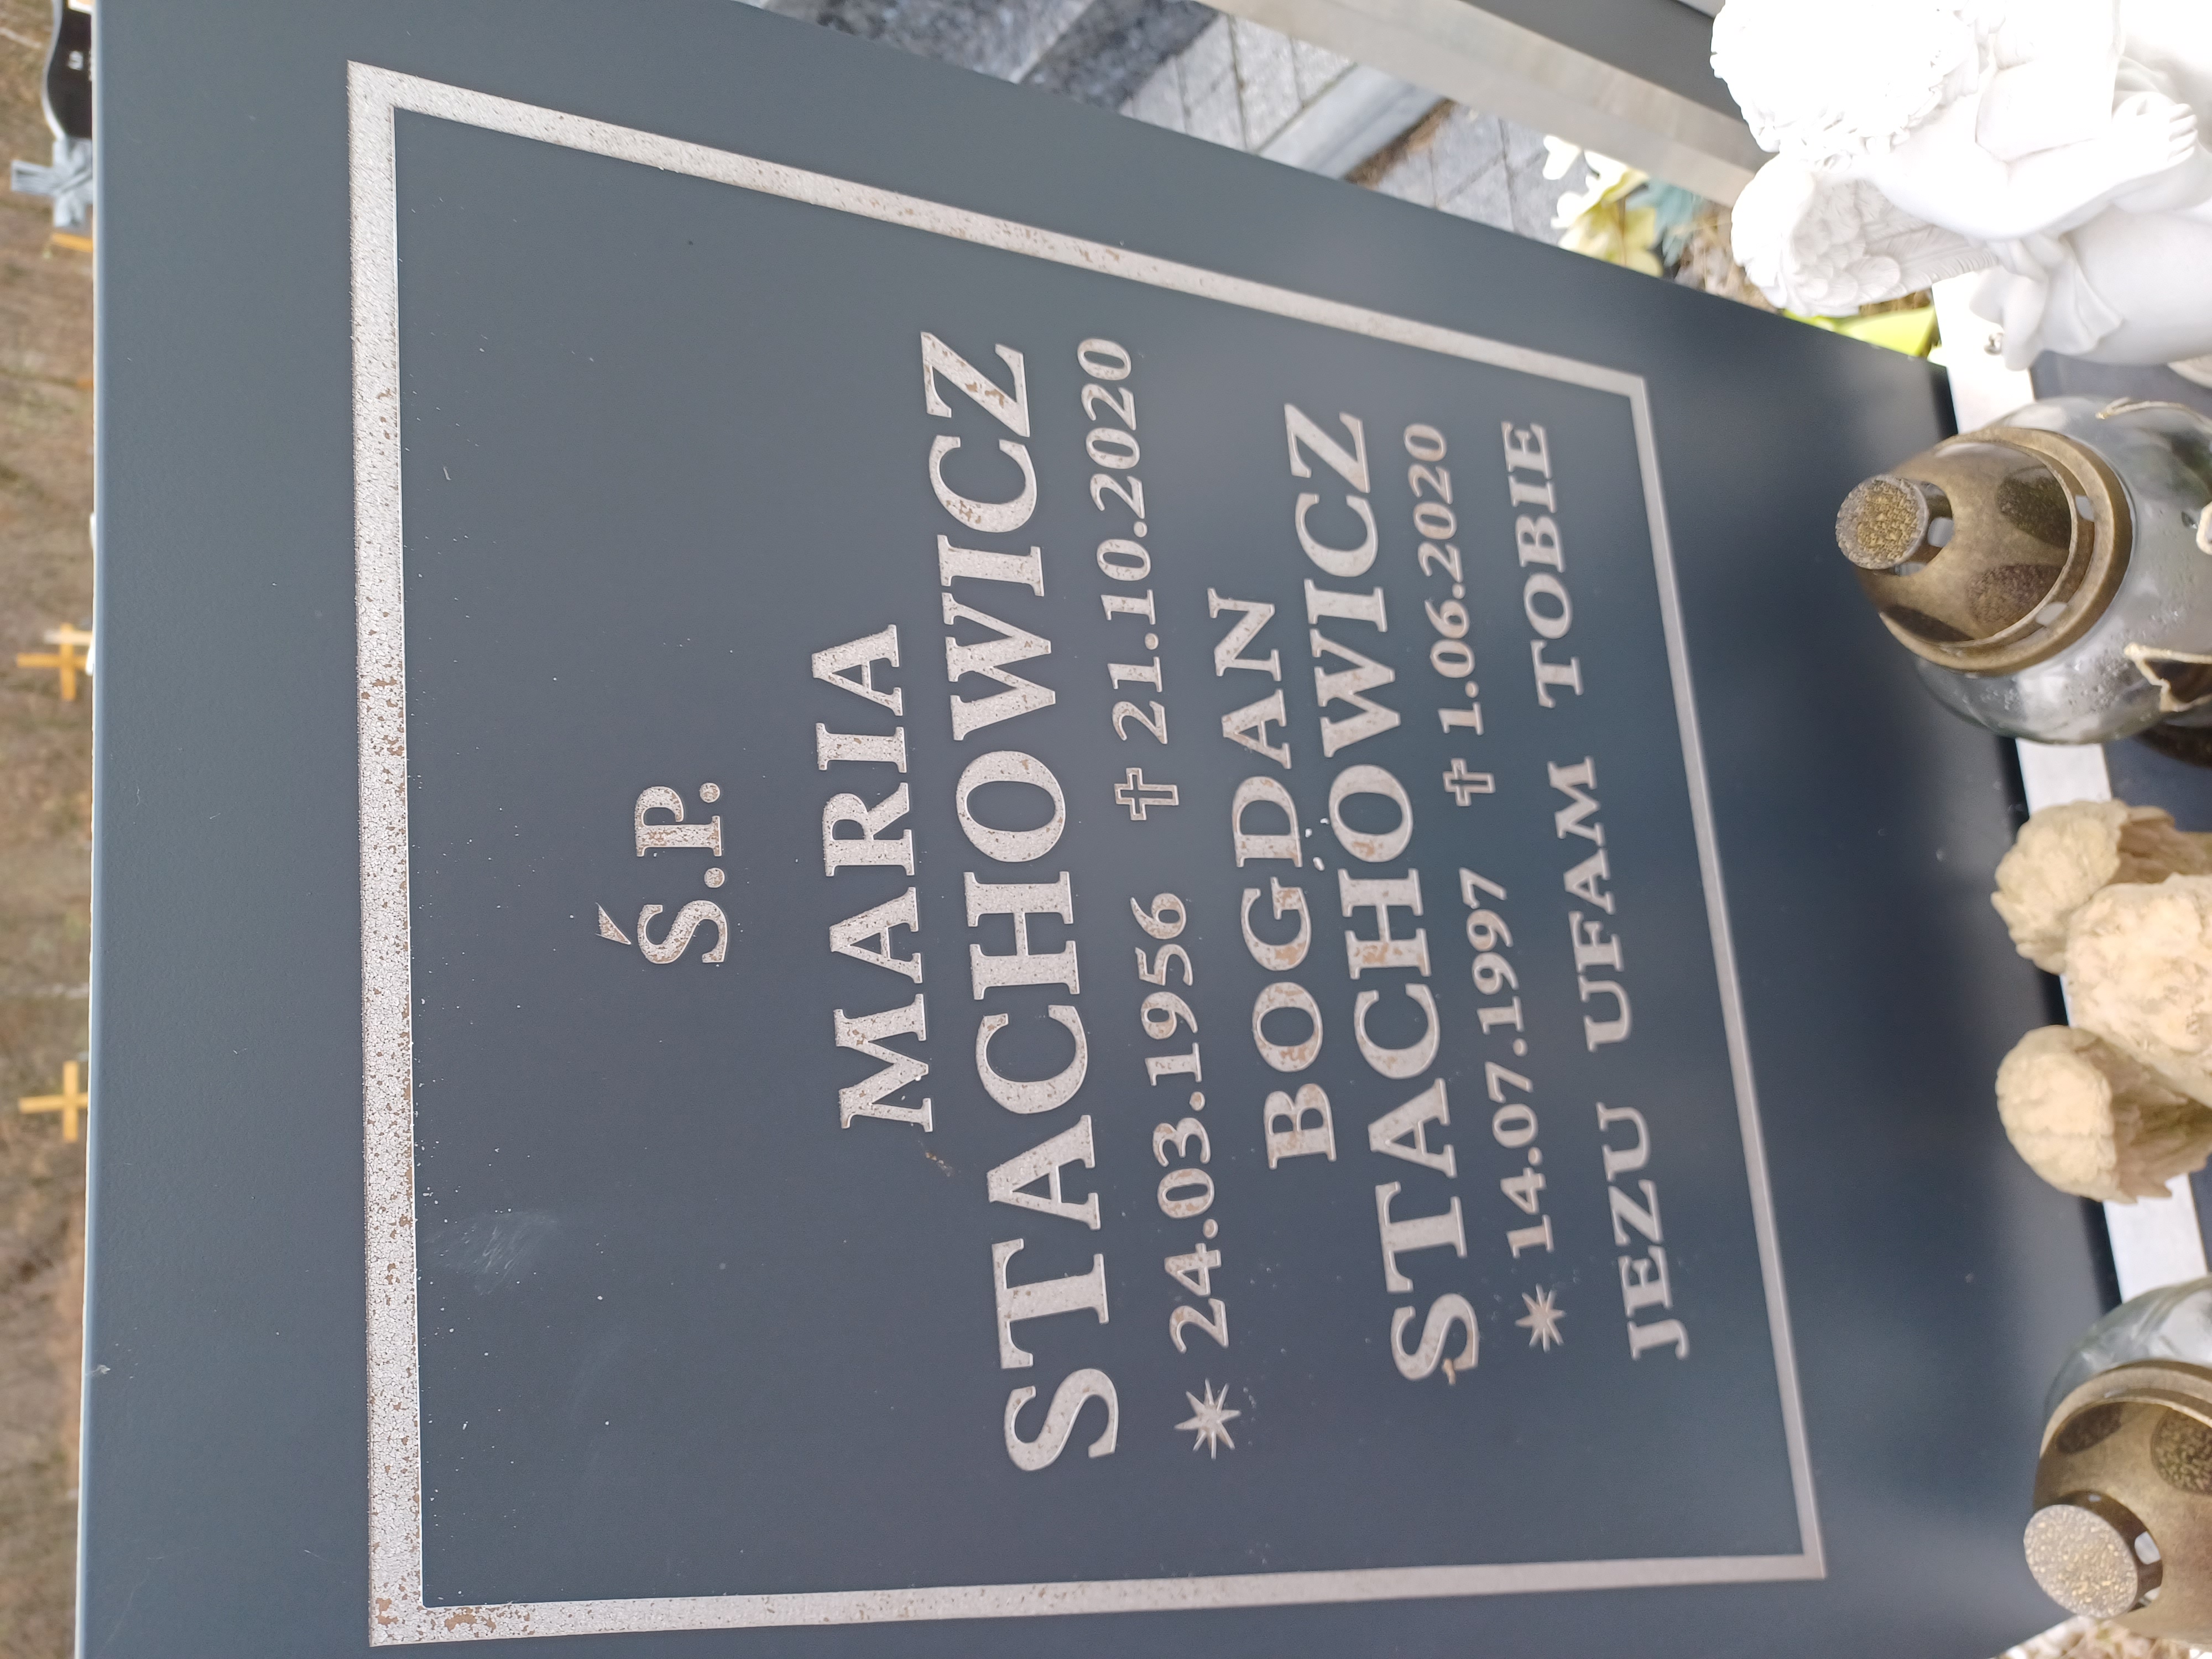 Ś.P.
MARIA
STACHOWICZ
* 24.03.1956 ✝ 21.10.2020
BOGDAN
STACHOWICZ
* 14.07.1997 ✝ 1.06.2020
JEZU UFAM TOBIE